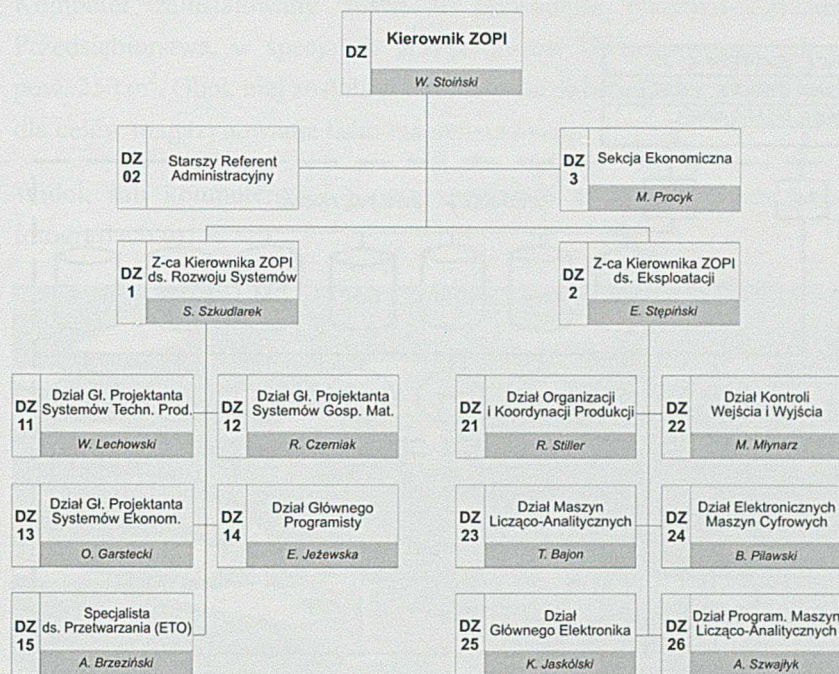 DZ
Kierownik ZOPI
W. Stoiński
DZ
02
Starszy Referent
Administracyjny
DZ
3
Sekcja Ekonomiczna
M. Procyk
DZ
1
Z-ca Kierownika ZOPI
ds. Rozwoju Systemów
S. Szkudlarek
DZ
2
Z-ca Kierownika ZOPI
ds. Eksploatacji
E. Stępiński
DZ
11
Dział Gł. Projektanta
Systemów Techn. Prod.
W. Lechowski
DZ
12
Dział Gł. Projektanta
Systemów Gosp. Mat.
R. Czerniak
DZ
21
Dział Organizacji
i Koordynacji Produkcji
R. Stiller
DZ
22
Dział Kontroli
Wejścia i Wyjścia
M. Młynarz
DZ
13
Dział Gł. Projektanta
Systemów Ekonom.
O. Garstecki
DZ
14
Dział Głównego
Programisty
E. Jeżewska
DZ
23
Dział Maszyn
Licząco-Analitycznych
T. Bajon
DZ
24
Dział Elektronicznych
Maszyn Cyfrowych
B. Pilawski
DZ
15
Specjalista
ds. Przetwarzania (ETO)
A. Brzeziński
DZ
25
Dział
Głównego Elektronika
K. Jaskólski
DZ
26
Dział Program. Maszyn
Licząco-Analitycznych
A. Szwajłyk